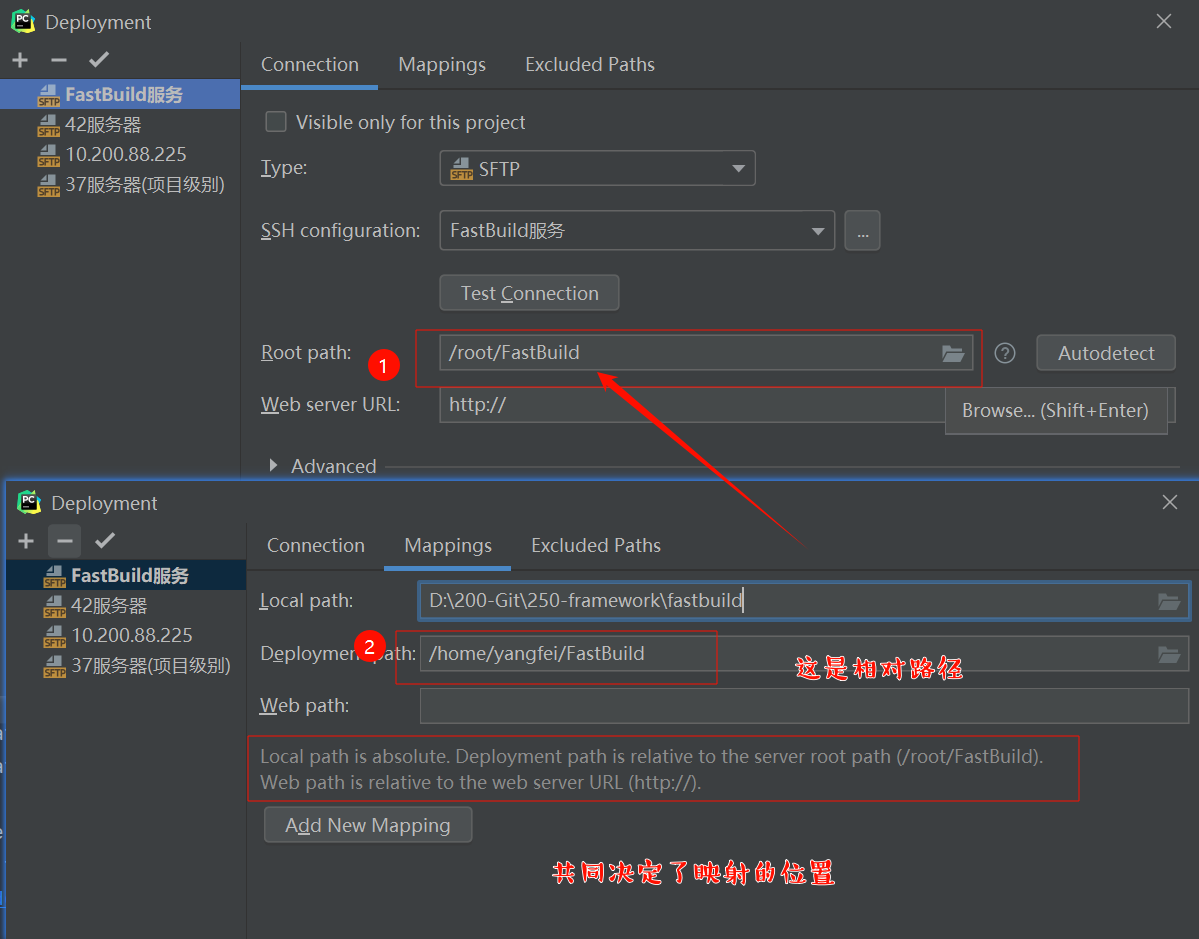 PC Deployment
Connection Mappings Excluded Paths
SFTP FastBuild服务
SFTP 42服务器
SFTP 10.200.88.225
SFTP 37服务器(项目级别)
Visible only for this project
Type: SFTP SFTP
SSH configuration: FastBuild服务 ...
Test Connection
Root path: 1 /root/FastBuild ? Autodetect
Web server URL: http://
Browse... (Shift+Enter)
Advanced
PC Deployment
Connection Mappings Excluded Paths
SFTP FastBuild服务
SFTP 42服务器
SFTP 10.200.88.225
SFTP 37服务器(项目级别)
Local path: D:\200-Git\250-framework\fastbuild
Deploymen 2 path: /home/yangfei/FastBuild
这是相对路径
Web path:
Local path is absolute. Deployment path is relative to the server root path (/root/FastBuild).
Web path is relative to the web server URL (http://).
Add New Mapping
共同决定了映射的位置